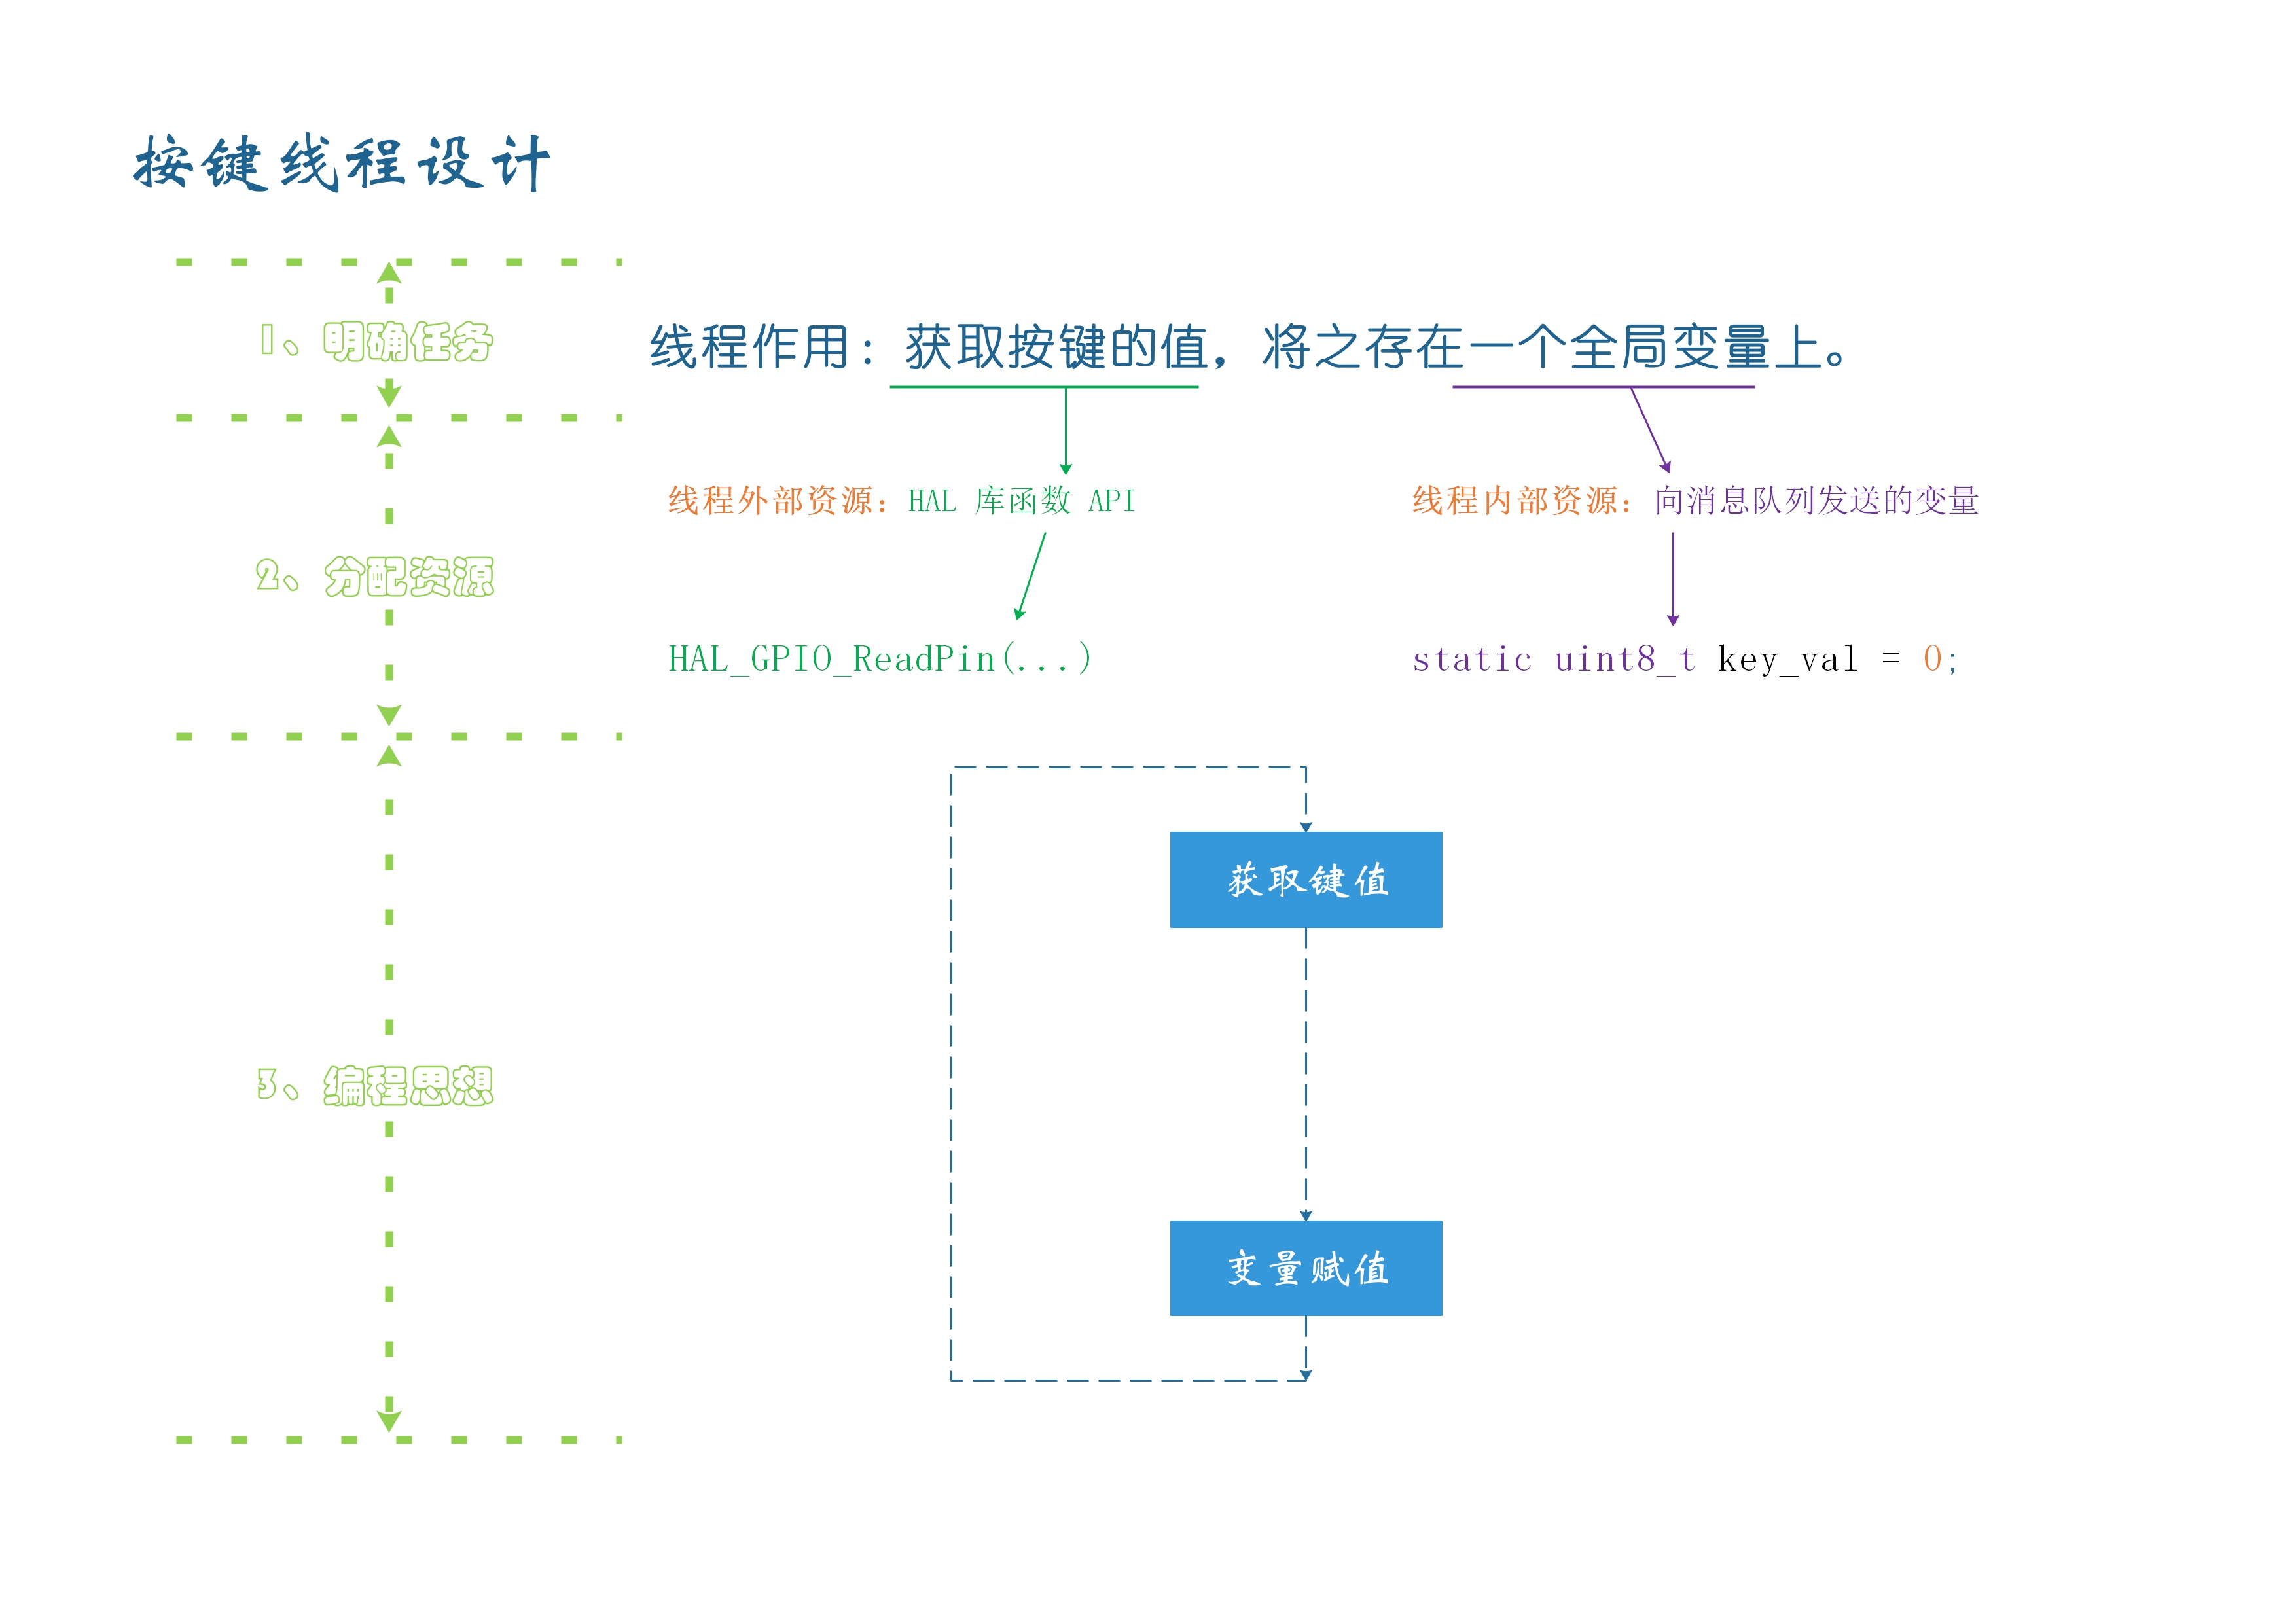 按键线程设计
1、明确任务
线程作用：获取按键的值，将之存在一个全局变量上。
线程外部资源：HAL 库函数 API
线程内部资源：向消息队列发送的变量
2、分配资源
HAL_GPIO_ReadPin(...)
static uint8_t key_val = 0;
获取键值
3、编程思想
变量赋值